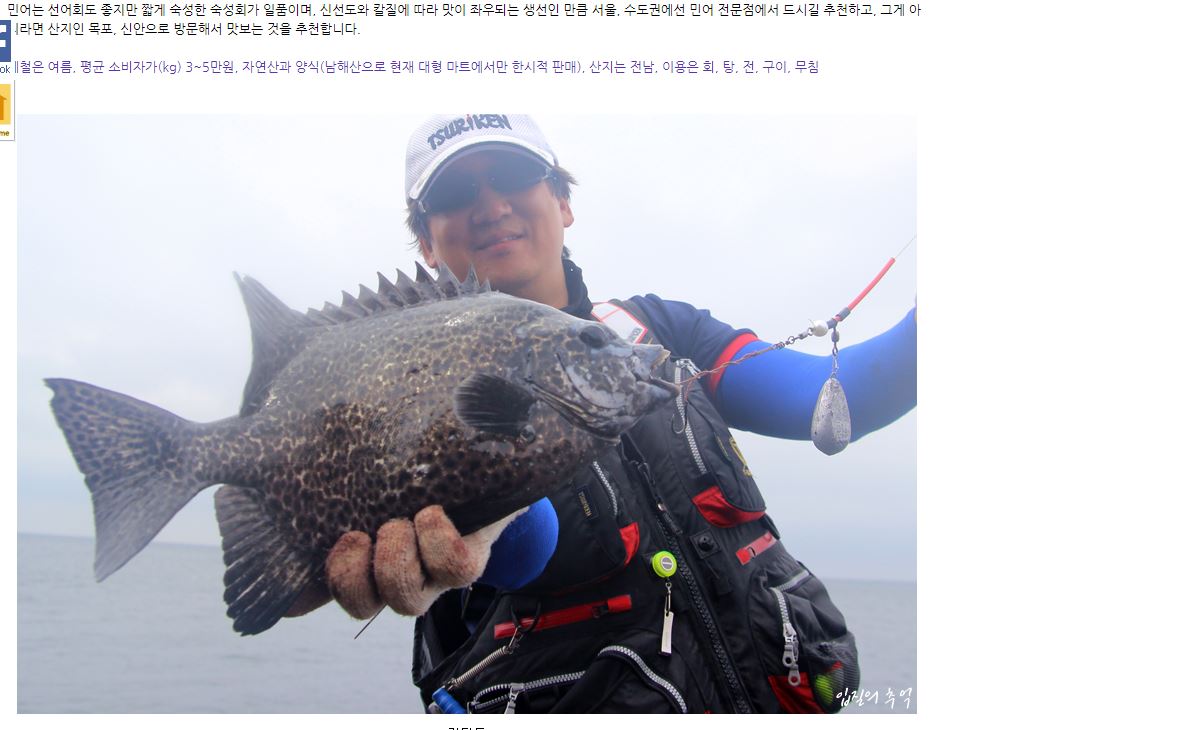 민어는 선어회도 좋지만 짧게 숙성한 숙성회가 일품이며, 신선도와 칼질에 따라 맛이 좌우되는 생선인 만큼 서울, 수도권에선 민어 전문점에서 드시길 추천하고, 그게 아
니라면 산지인 목포, 신안으로 방문해서 맛보는 것을 추천합니다.
제철은 여름, 평균 소비자가(kg) 3~5만원, 자연산과 양식(남해산으로 현재 대형 마트에서만 한시적 판매), 산지는 전남, 이용은 회, 탕, 전, 구이, 무침
ok
me
TSURIKEN
TSURIKEN
입질의 추억